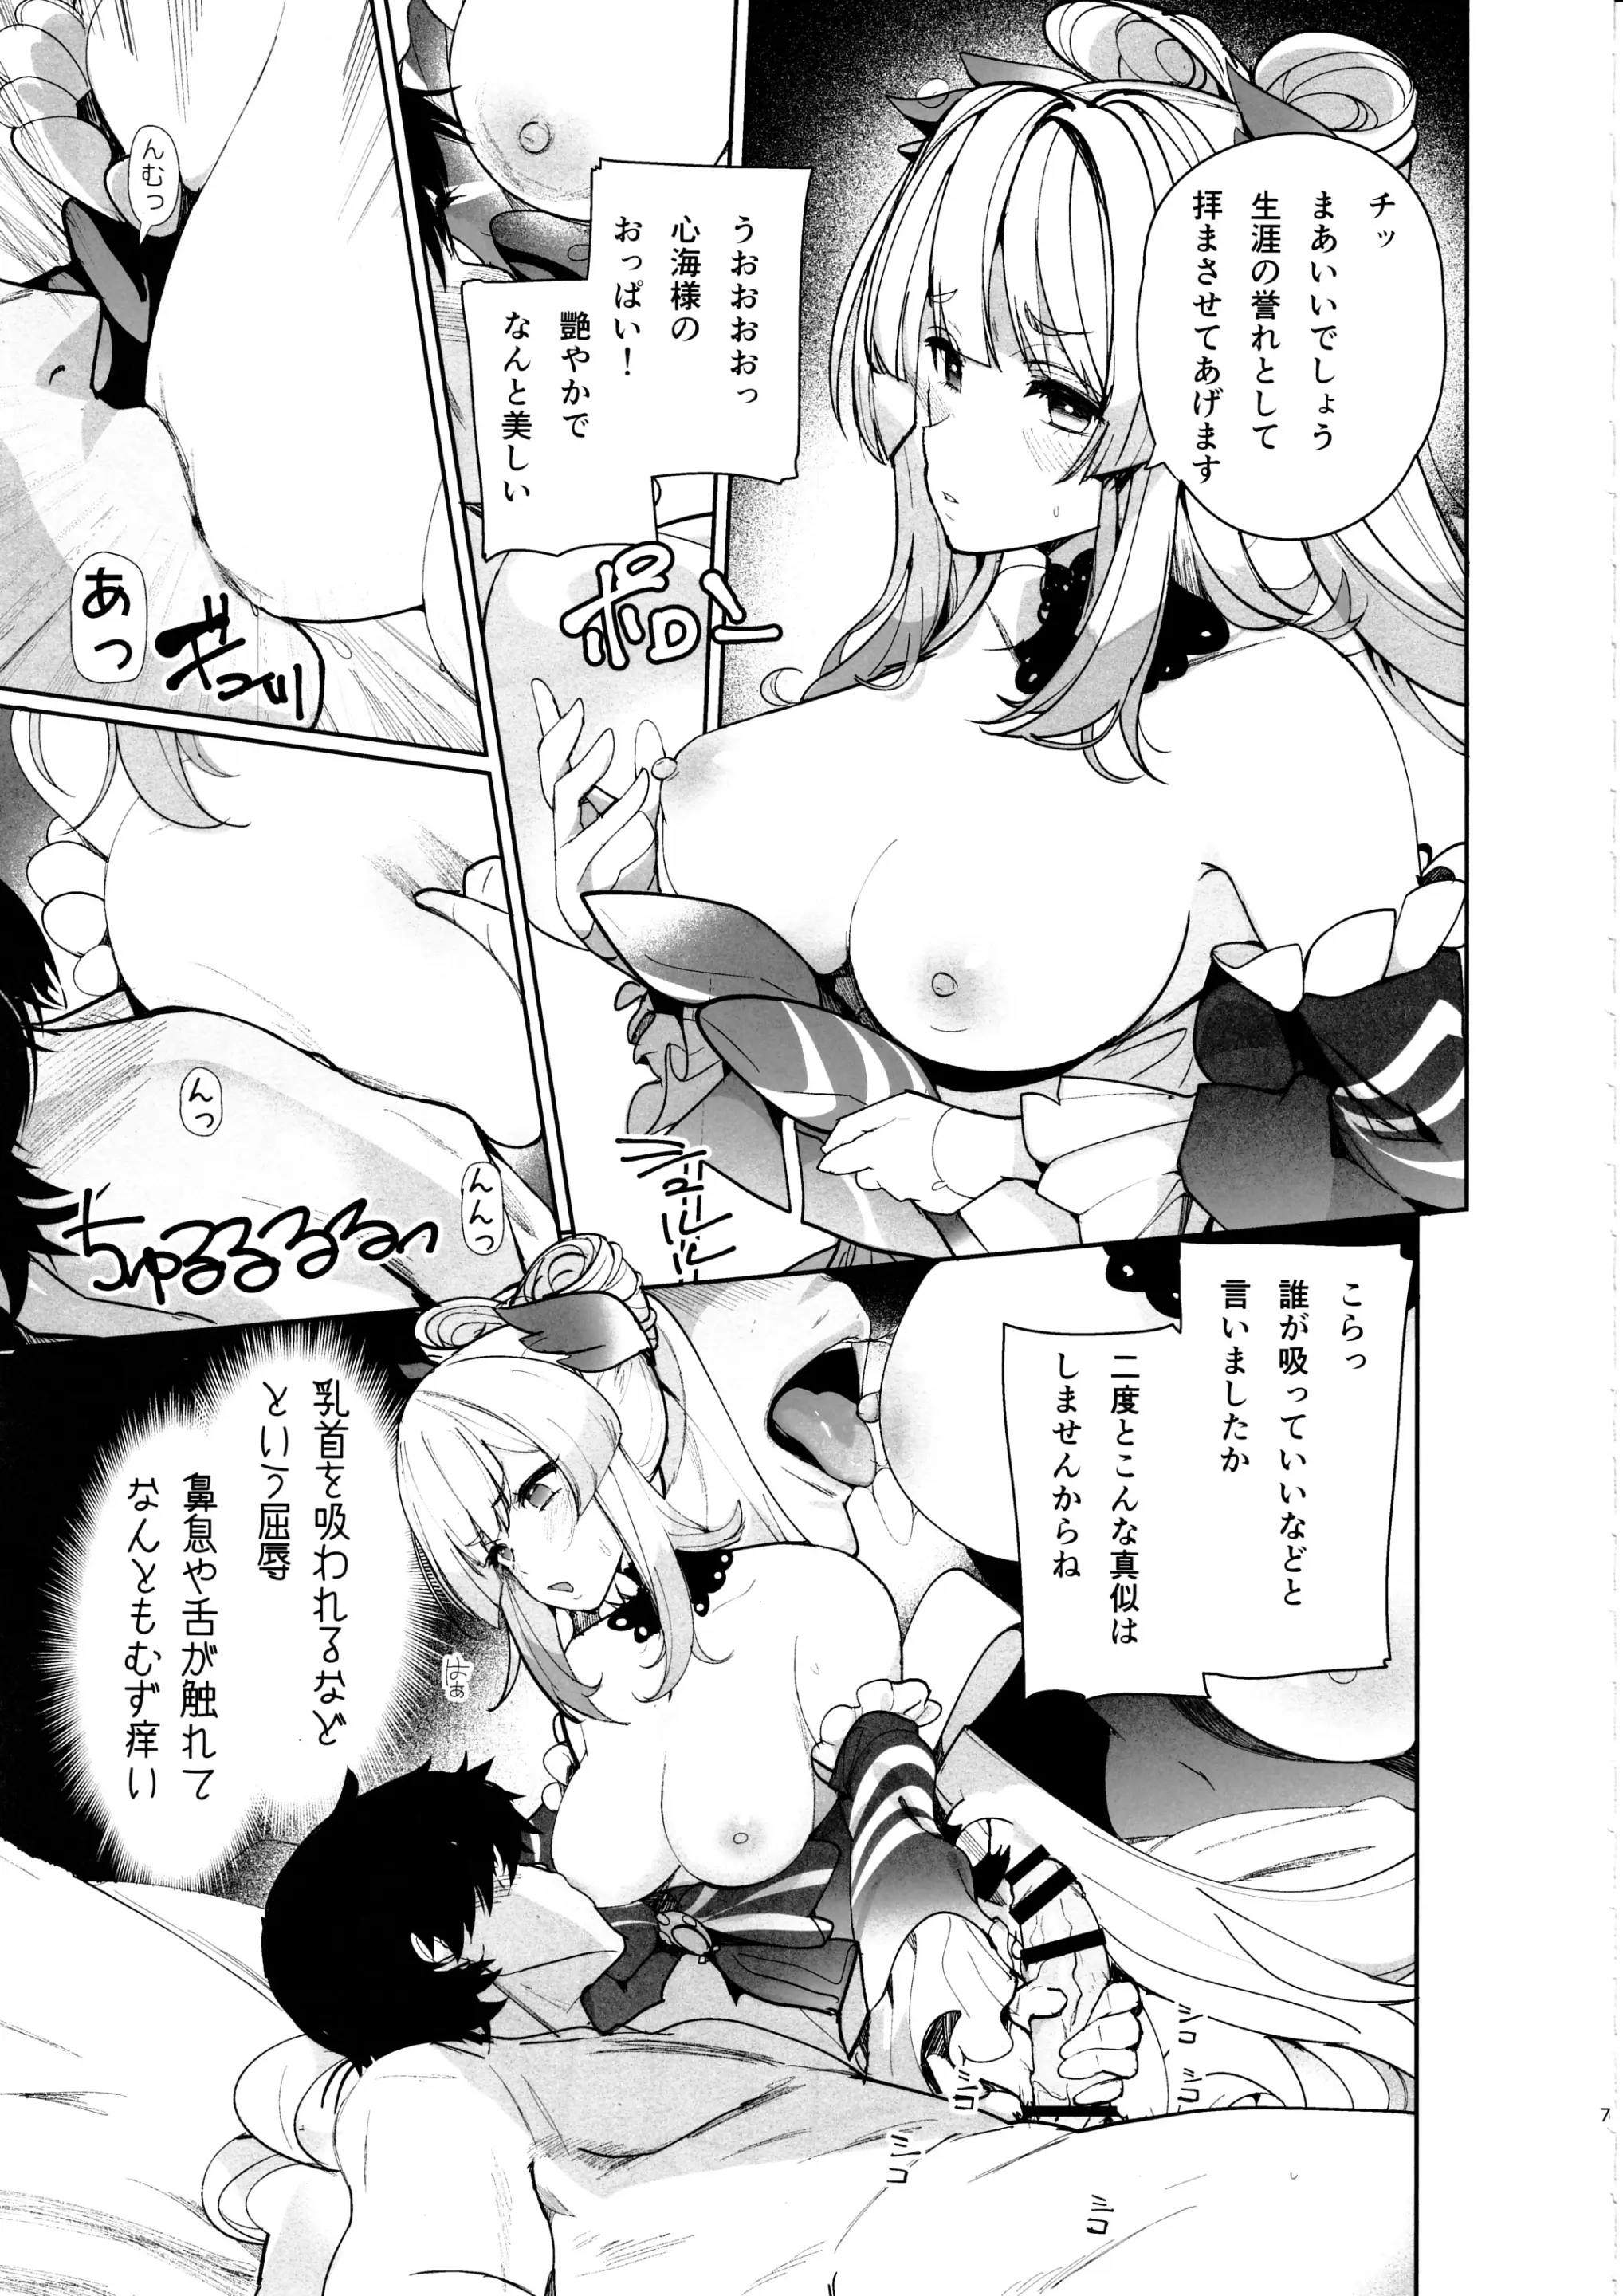 チッ
まあいいでしょう
生涯の誉れとして
拝まさせてあげます
うおおおおっ
心海様の
おっぱい！
艶やかで
なんと美しい
ポロン
んむっ
あっ
んっ
んんっ
ちゅるるるるるっ
こらっ
誰が吸っていいなどと
言いましたか
二度とこんな真似は
しませんからね
乳首を吸われるなど
という屈辱
鼻息や舌が触れて
なんともむず痒い
はぁ
シコ
シコ
シコ
シコ
シコ
7